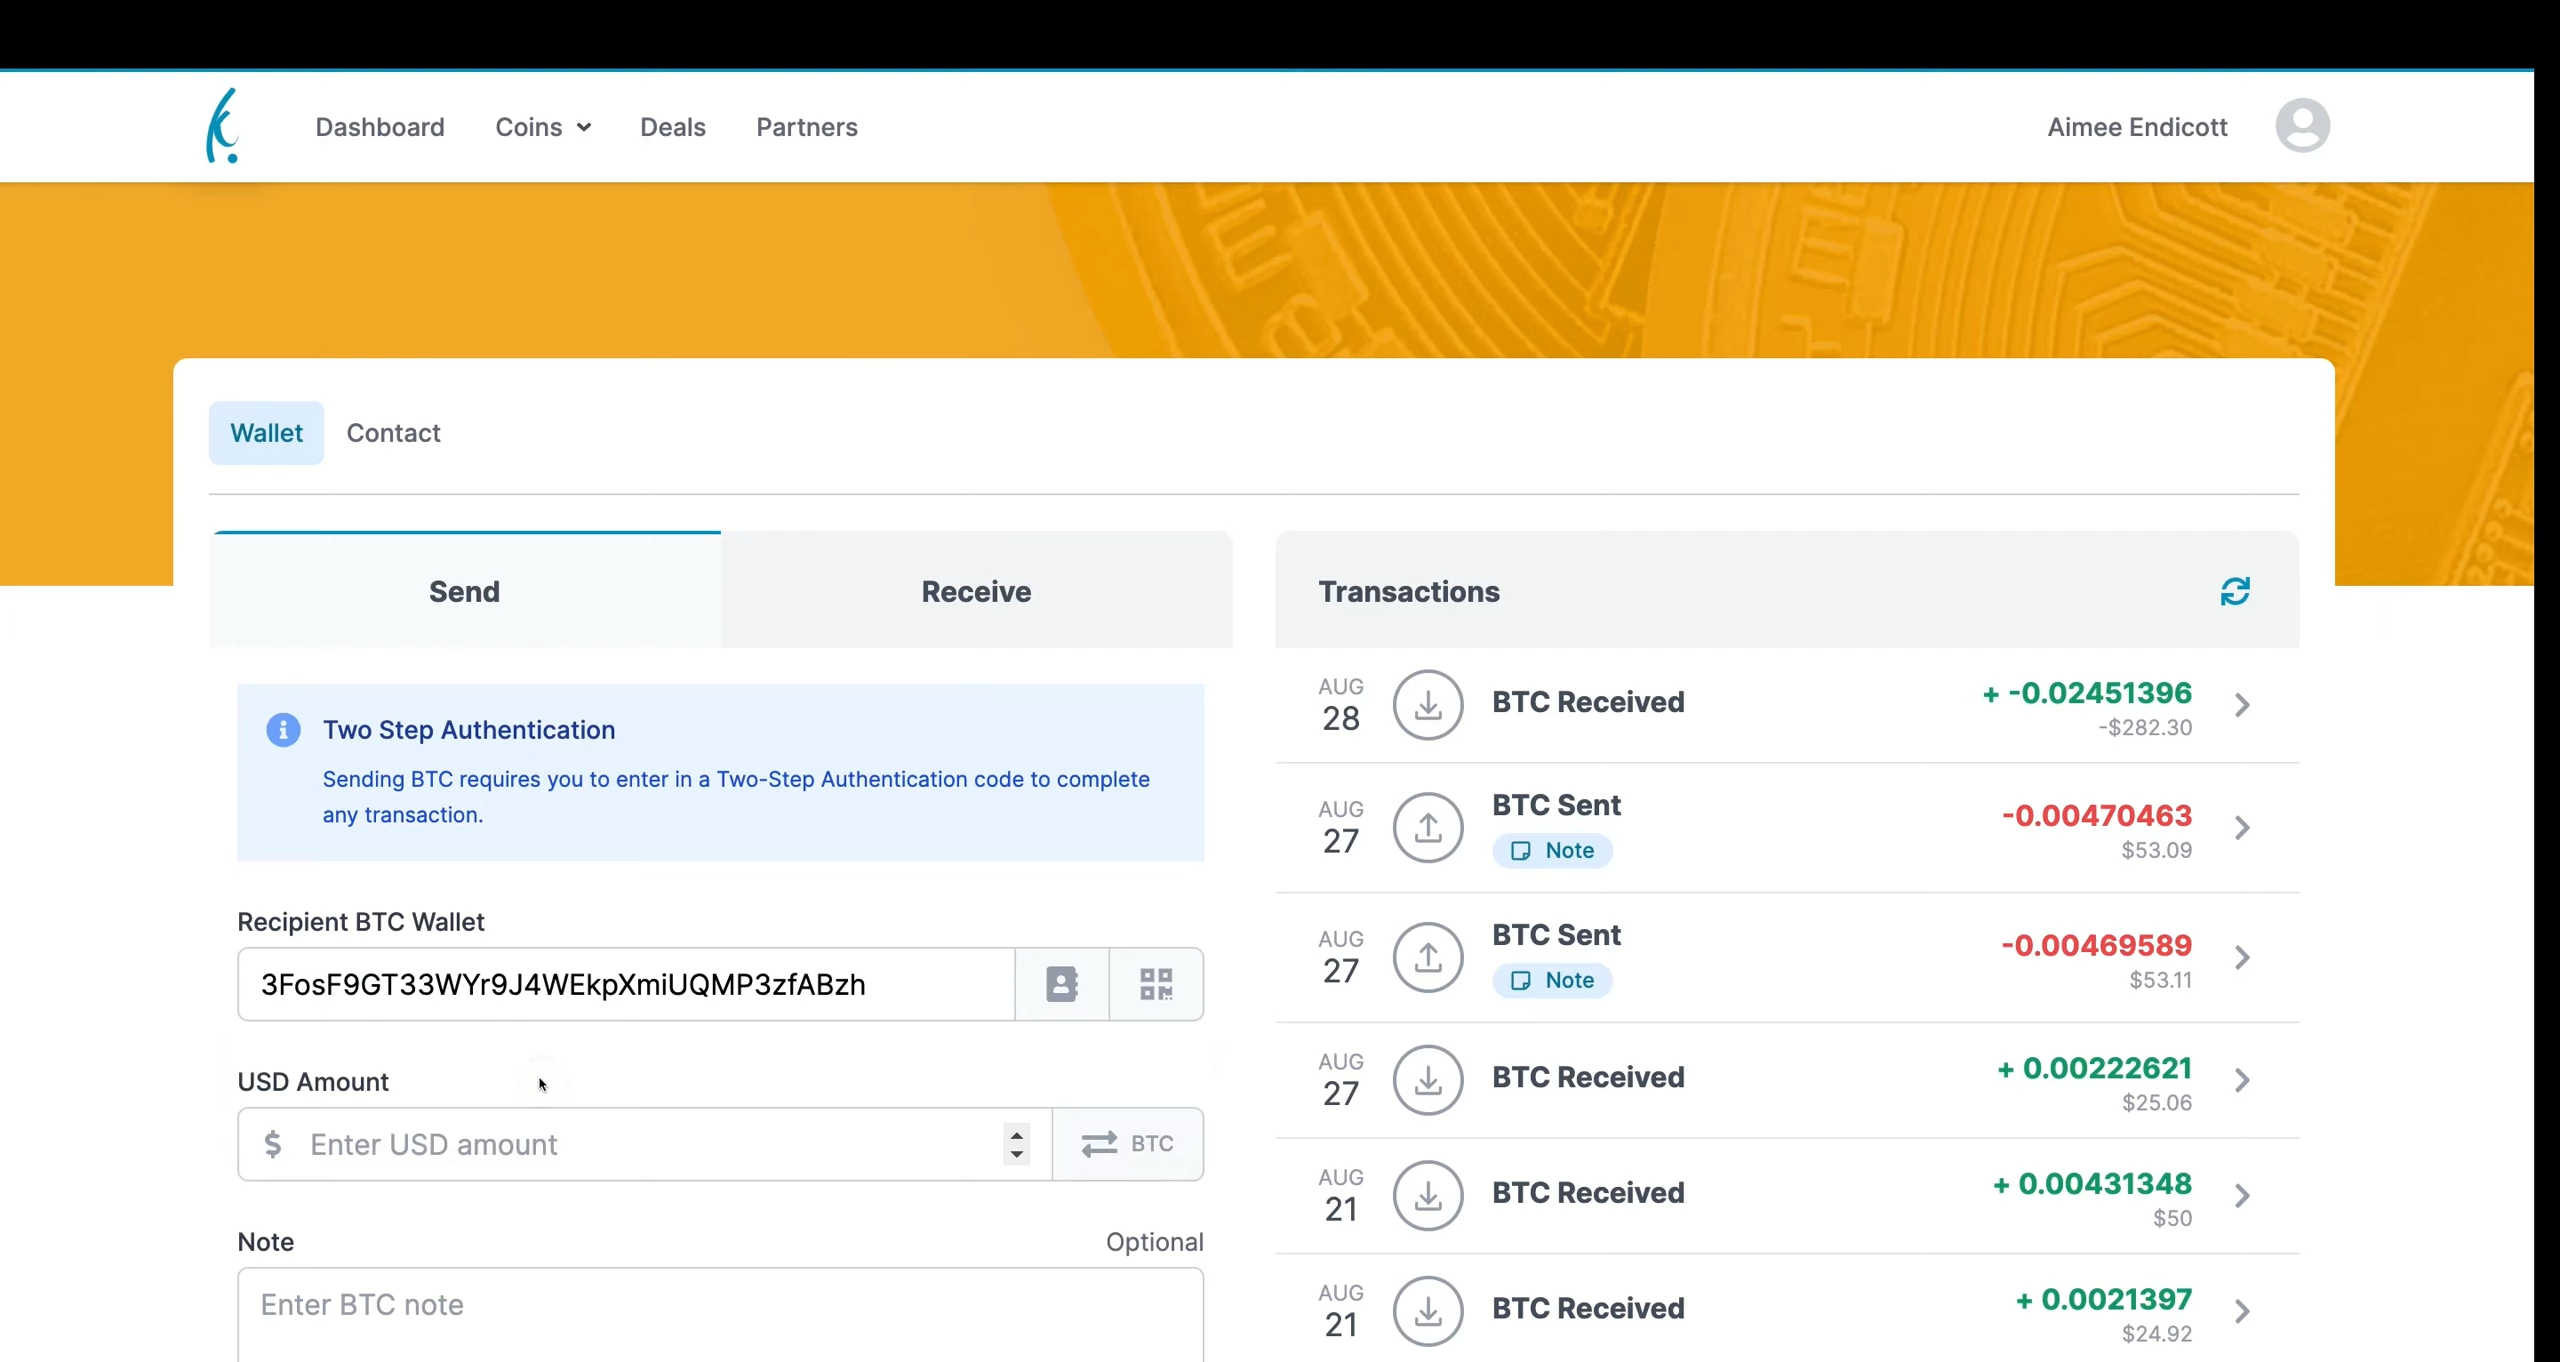 Dashboard
Coins
Deals
Partners
Aimee Endicott
Wallet
Contact
Send
Receive
Two Step Authentication
Sending BTC requires you to enter in a Two-Step Authentication code to complete
any transaction.
Recipient BTC Wallet
3FosF9GT33WYr9J4WEkpXmiUQMP3zfABzh
USD Amount
$ Enter USD amount
BTC
Note
Optional
Enter BTC note
Transactions
AUG
28
BTC Received
+ -0.02451396
-$282.30
AUG
27
BTC Sent
Note
-0.00470463
$53.09
AUG
27
BTC Sent
Note
-0.00469589
$53.11
AUG
27
BTC Received
+ 0.00222621
$25.06
AUG
21
BTC Received
+ 0.00431348
$50
AUG
21
BTC Received
+ 0.0021397
$24.92